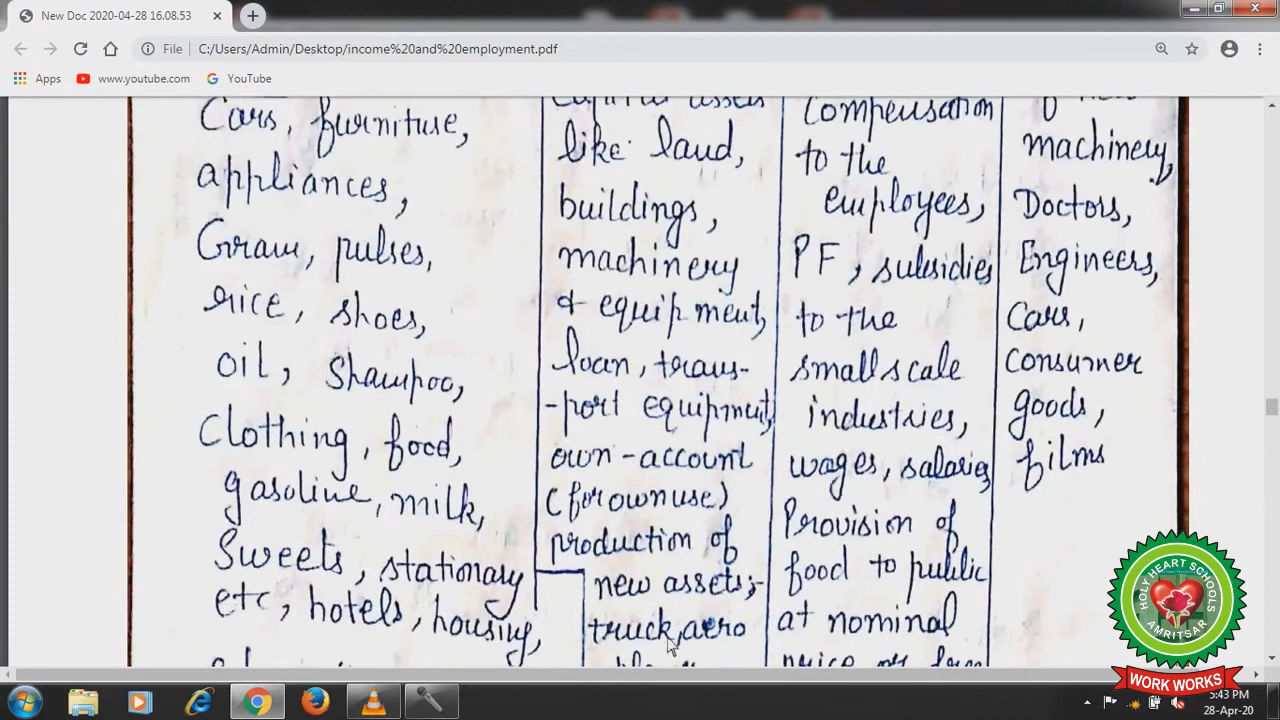 New Doc 2020-04-28 16.08.53
File
C:/Users/Admin/Desktop/income%20and%20employment.pdf
Apps
www.youtube.com
YouTube
Cars, furniture,
appliances,
Gram, pulses,
rice, shoes,
oil, shampoo,
Clothing, food,
gasoline, milk,
Sweets, stationary
etc, hotels, housing,
like land,
buildings,
machinery
& equipment,
loan, trans-
-port equipment,
own-account
(for own use)
production of
new assets;-
truck, aero
Compensation
to the
employees,
PF, subsidies
to the
small scale
industries,
wages, salaries
Provision of
food to public
at nominal
machinery,
Doctors,
Engineers,
Cars,
consumer
goods,
films
HOLY HEART SCHOOLS
AMRITSAR
WORK WORKS
5:43 PM
28-Apr-20